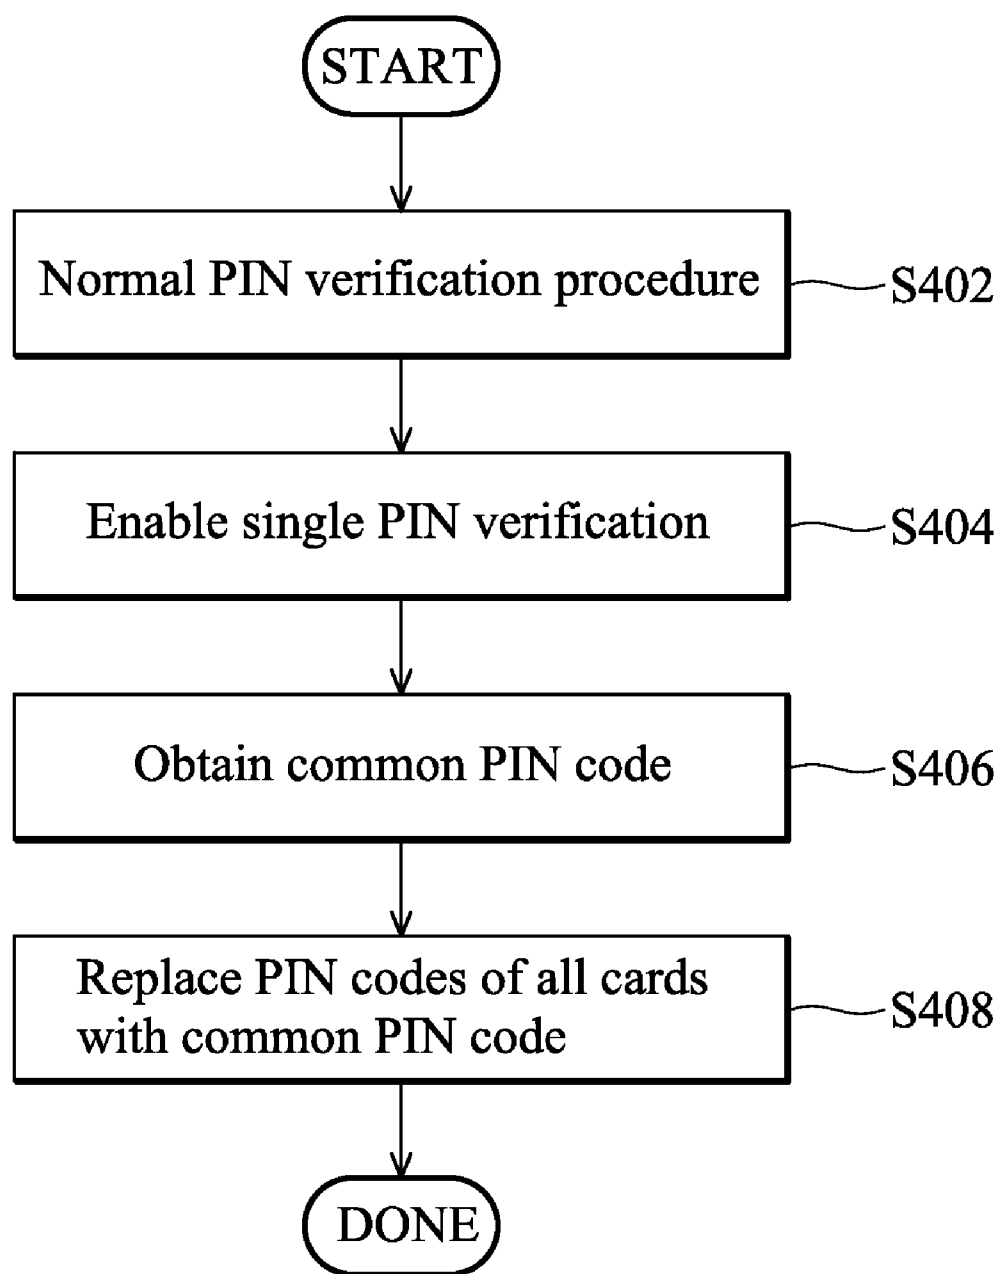 START
Normal PIN verification procedure
S402
Enable single PIN verification
S404
Obtain common PIN code
S406
Replace PIN codes of all cards
with common PIN code
S408
DONE